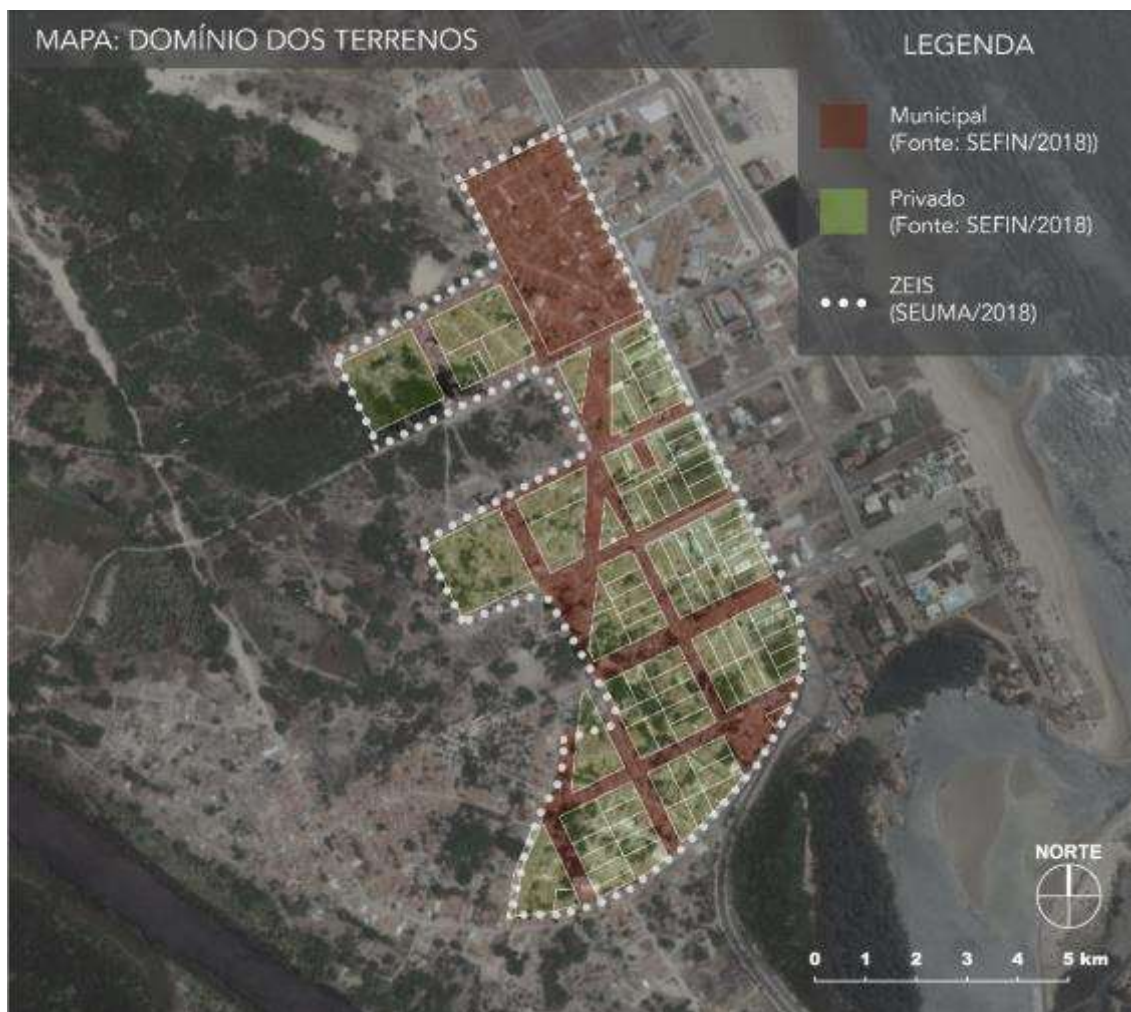 MAPA: DOMÍNIO DOS TERRENOS
LEGENDA
Municipal
(Fonte: SEFIN/2018))
Privado
(Fonte: SEFIN/2018)
ZEIS
(SEUMA/2018)
NORTE
0 1 2 3 4 5 km